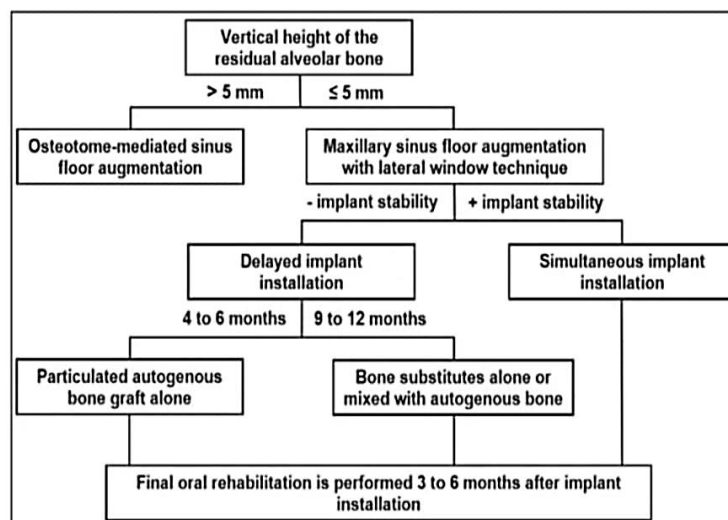 Vertical height of the
residual alveolar bone
> 5 mm
≤ 5 mm
Osteotome-mediated sinus
floor augmentation
Maxillary sinus floor augmentation
with lateral window technique
- implant stability
+ implant stability
Delayed implant
installation
Simultaneous implant
installation
4 to 6 months
9 to 12 months
Particulated autogenous
bone graft alone
Bone substitutes alone or
mixed with autogenous bone
Final oral rehabilitation is performed 3 to 6 months after implant
installation